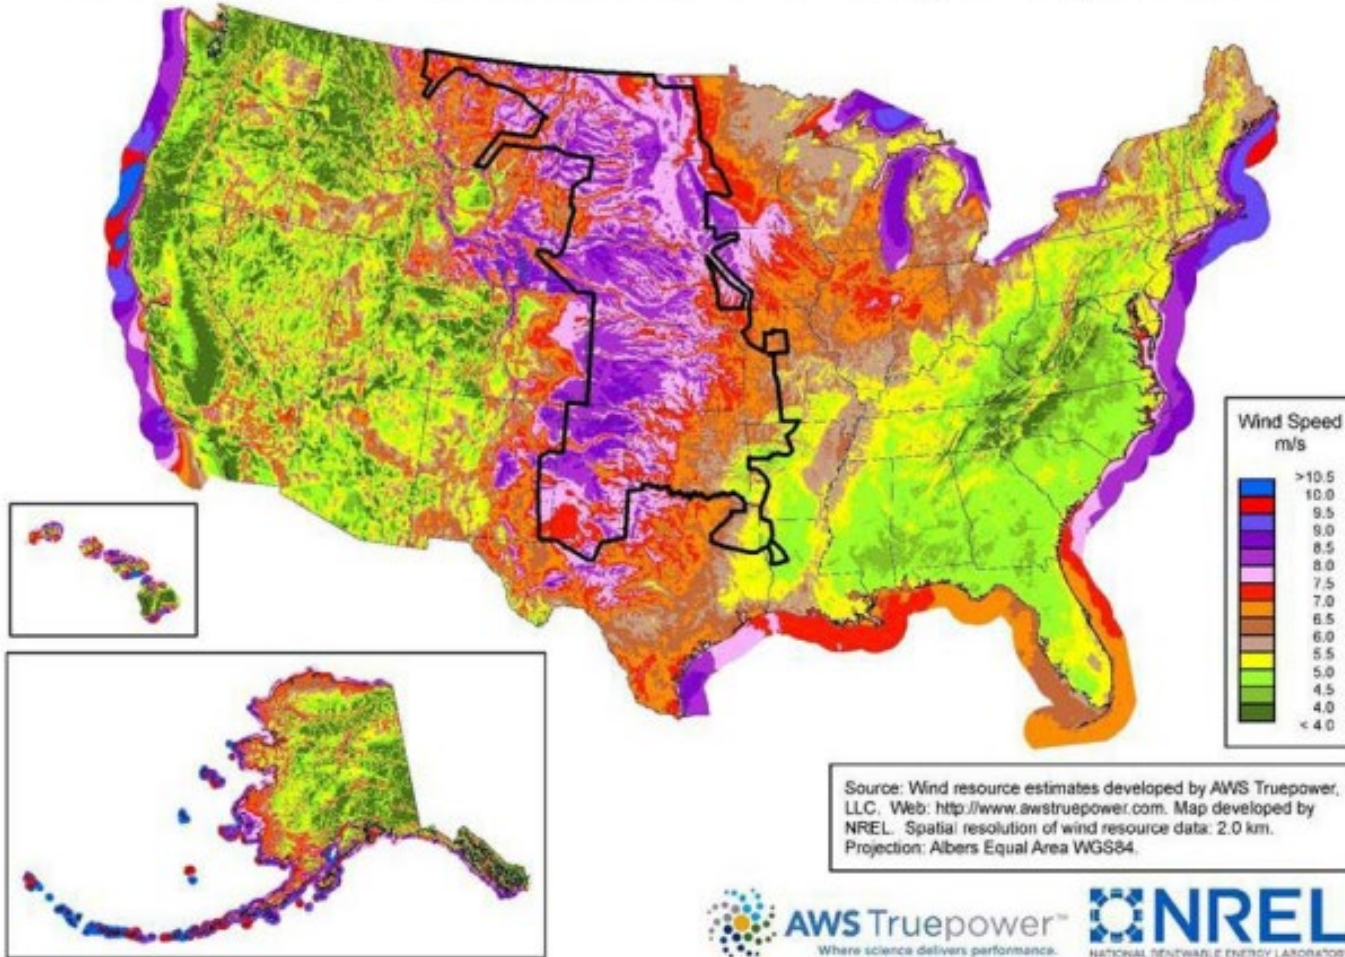 Wind Speed
m/s
>10.5
10.0
9.5
9.0
8.5
8.0
7.5
7.0
6.5
6.0
5.5
5.0
4.5
4.0
< 4.0
Source: Wind resource estimates developed by AWS Truepower,
LLC. Web: http://www.awstruepower.com. Map developed by
NREL. Spatial resolution of wind resource data: 2.0 km.
Projection: Albers Equal Area WGS84.
AWS Truepower™
Where science delivers performance.
NREL
NATIONAL RENEWABLE ENERGY LABORATORY